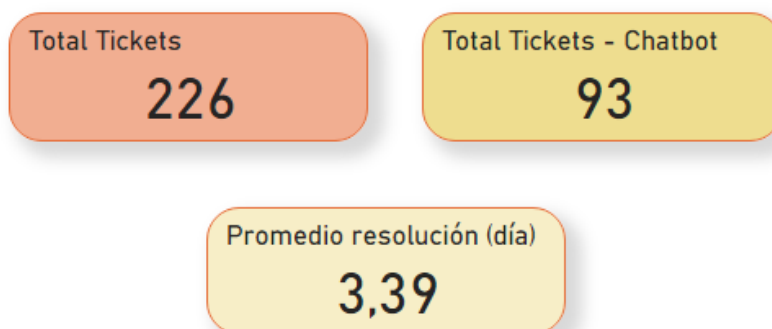 Total Tickets
226
Total Tickets - Chatbot
93
Promedio resolución (día)
3,39